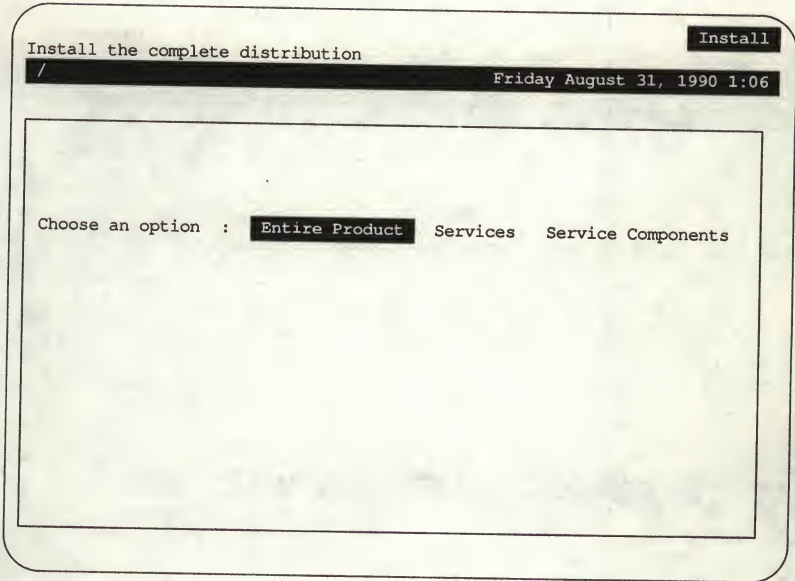 Install
Install the complete distribution
/ Friday August 31, 1990 1:06
Choose an option : Entire Product Services Service Components